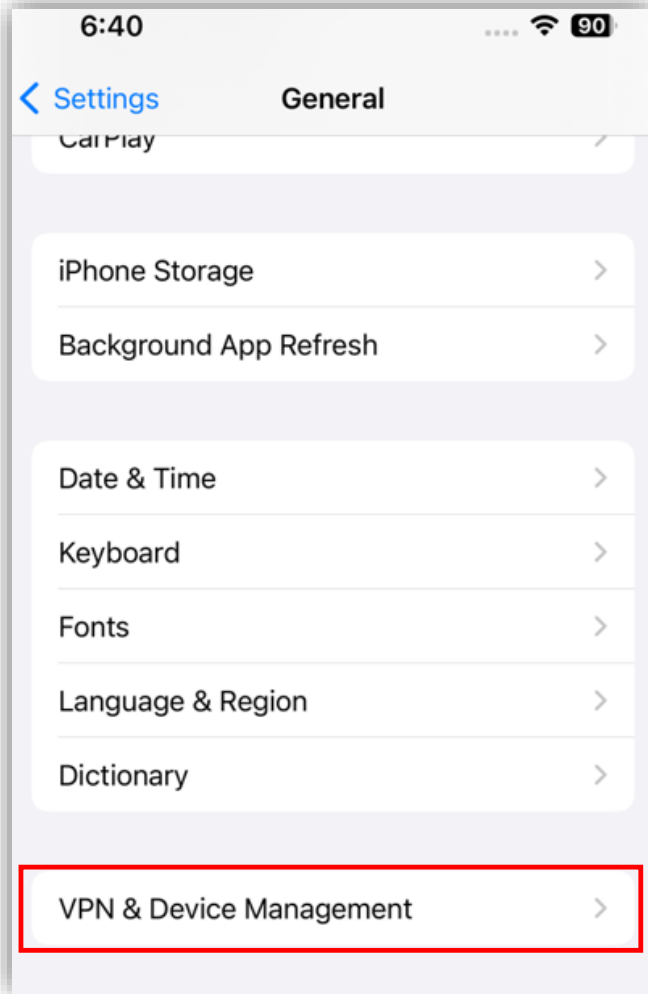 6:40 90
Settings General
CarPlay
iPhone Storage
Background App Refresh
Date & Time
Keyboard
Fonts
Language & Region
Dictionary
VPN & Device Management